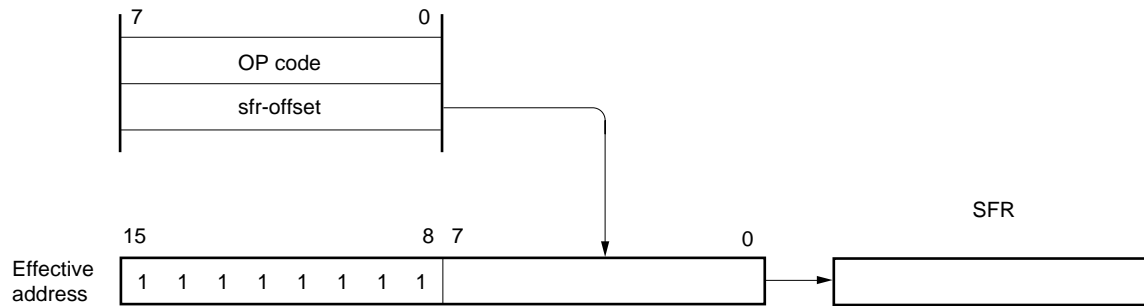 7 0
OP code
sfr-offset
SFR
15 8 7 0
Effective
address
1 1 1 1 1 1 1 1